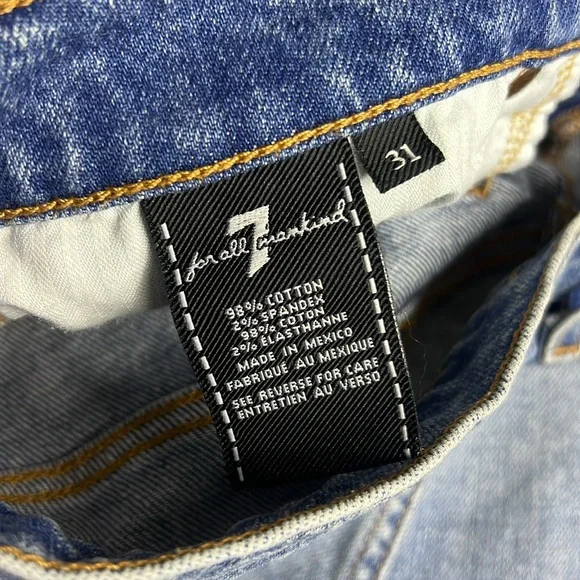 31
7
for all mankind
98% COTTON
2% SPANDEX
98% COTON
2% ELASTHANNE
MADE IN MEXICO
FABRIQUÉ AU MEXIQUE
SEE REVERSE FOR CARE
ENTRETIEN AU VERSO